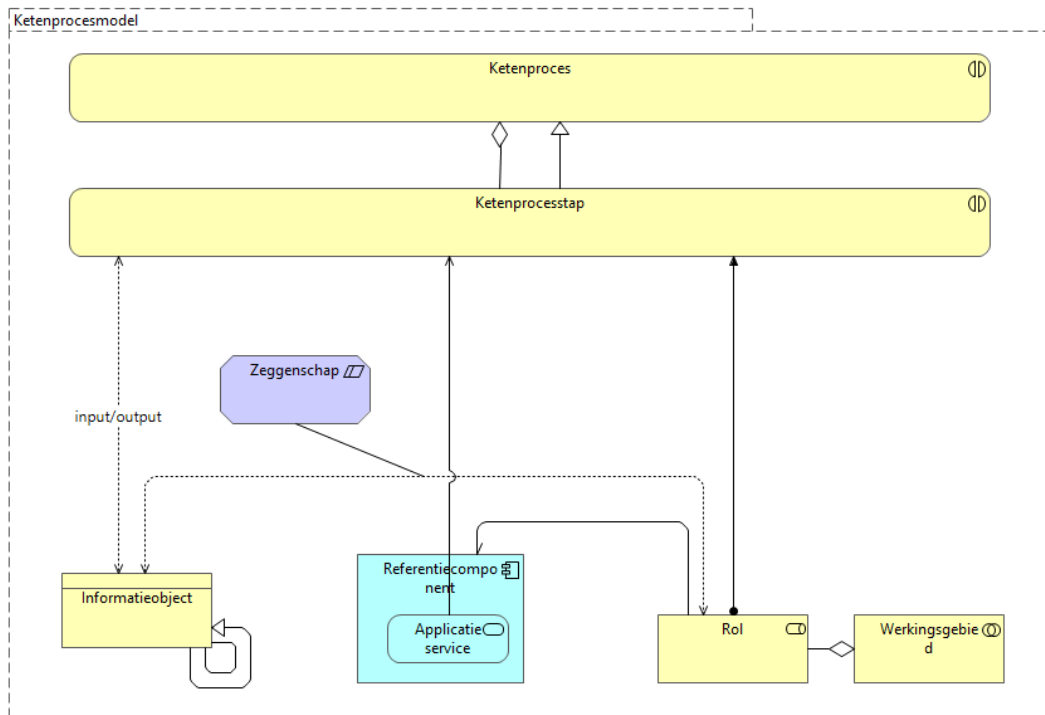 Ketenprocesmodel
Ketenproces
Ketenprocesstap
Zeggenschap
input/output
Referentiecompo
nent
Informatieobject
Applicatie
service
Rol
Werkingsgebie
d